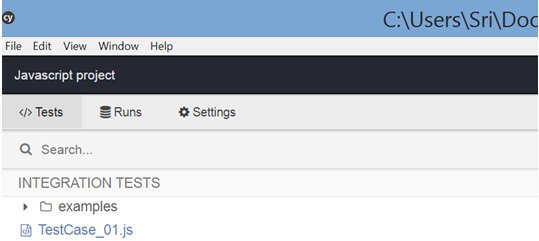 cy C:\Users\Sri\Doc
File Edit View Window Help
Javascript project
</> Tests Runs Settings
Search...
INTEGRATION TESTS
examples
TestCase_01.js